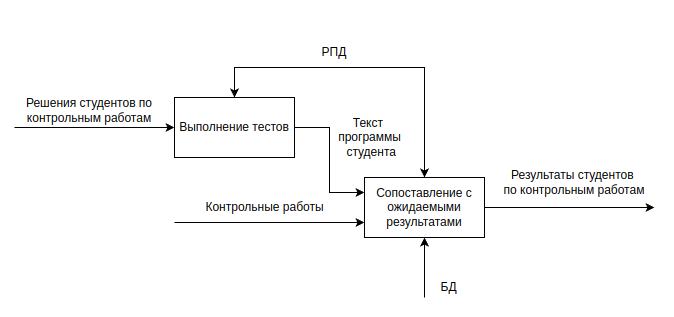 РПД
Решения студентов по
контрольным работам
Выполнение тестов
Текст
программы
студента
Результаты студентов
по контрольным работам
Сопоставление с
ожидаемыми
результатами
Контрольные работы
БД